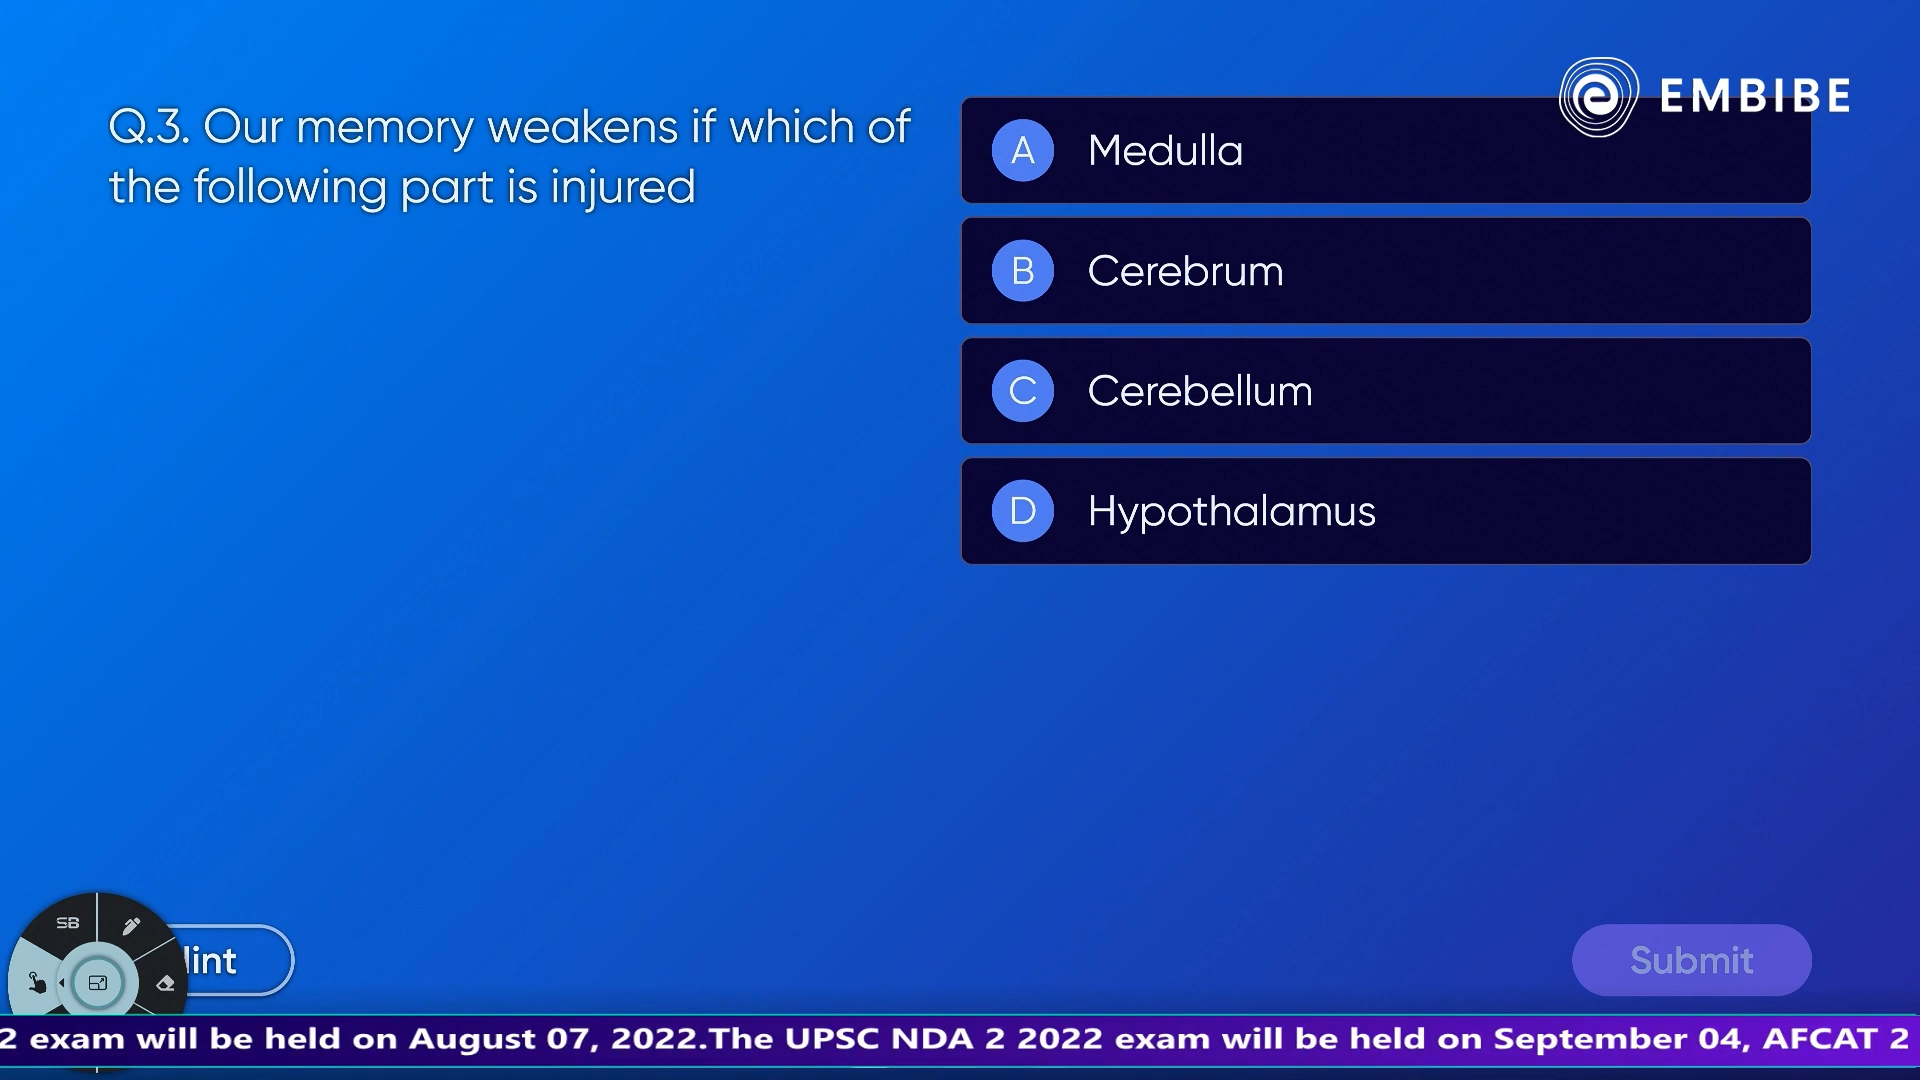 Q.3. Our memory weakens if which of
the following part is injured
EMBIBE
A Medulla
B Cerebrum
C Cerebellum
D Hypothalamus
SB
int
Submit
2 exam will be held on August 07, 2022.The UPSC NDA 2 2022 exam will be held on September 04, AFCAT 2